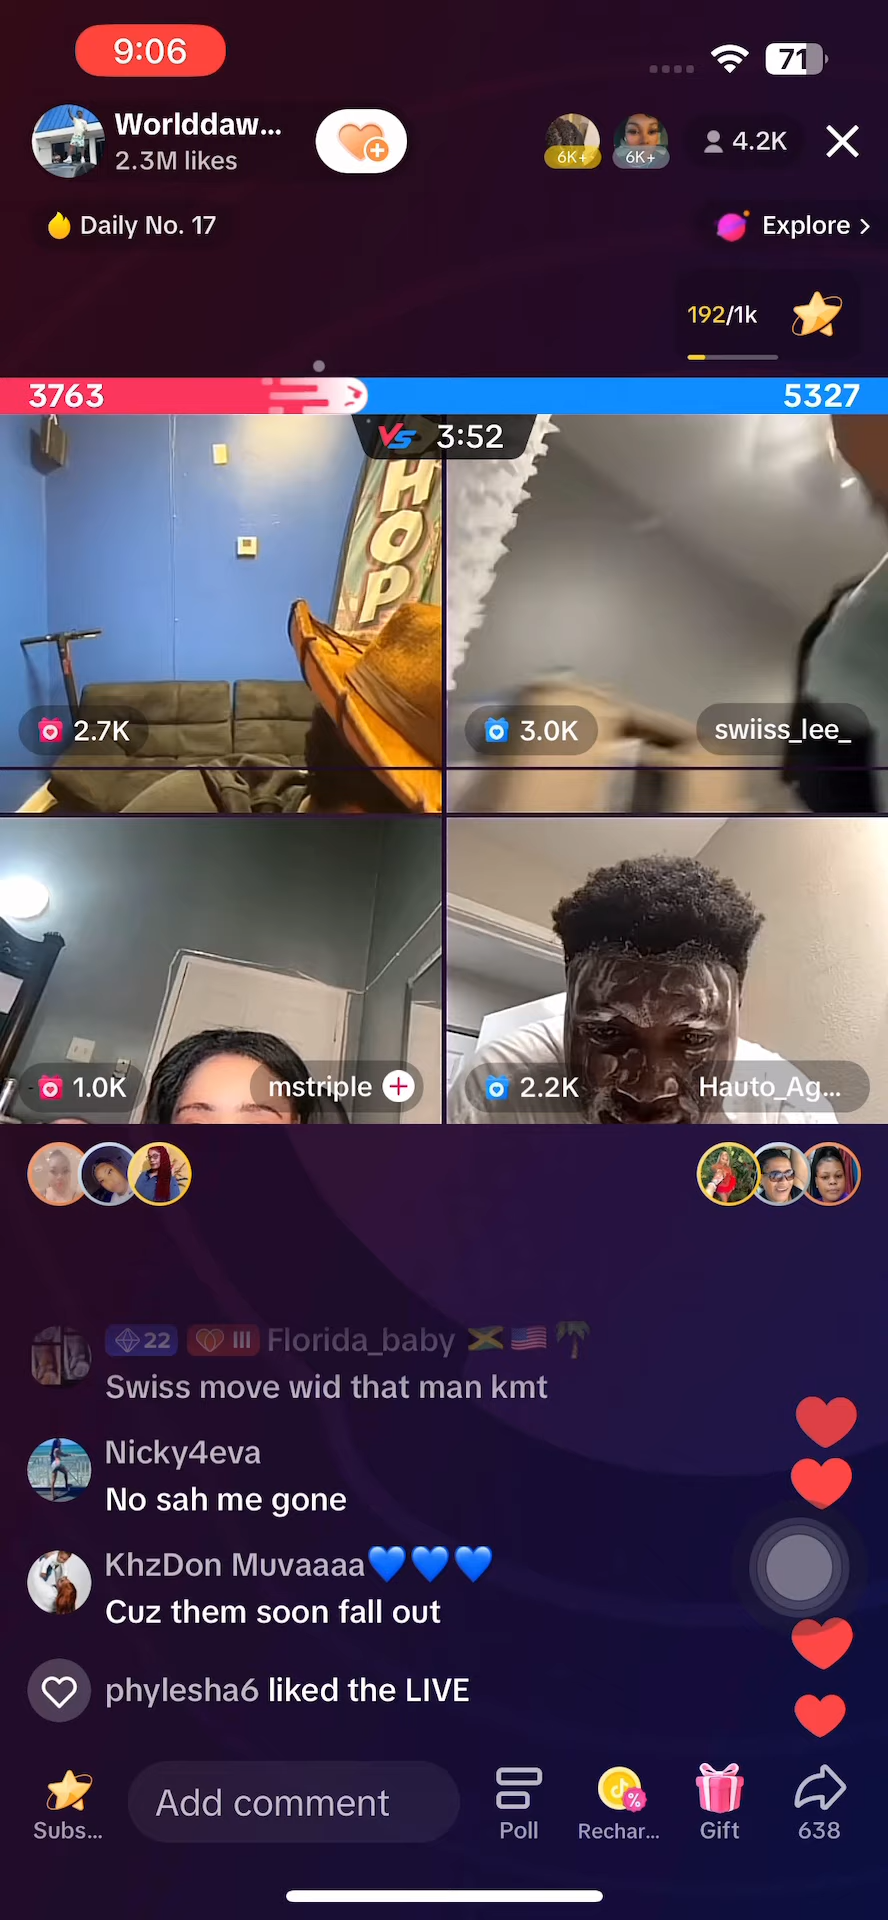 9:06
71
Worlddaw...
2.3M likes
6K+
6K+
4.2K
Daily No. 17
Explore >
192/1k
3763
5327
VS 3:52
HOP
2.7K
3.0K
swiiss_lee_
1.0K
mstriple
2.2K
Hauto_Ag...
22 III Florida_baby 🇯🇲🇺🇸🌴
Swiss move wid that man kmt
Nicky4eva
No sah me gone
KhzDon Muvaaaa💙💙💙
Cuz them soon fall out
phylesha6 liked the LIVE
Subs...
Add comment
Poll
Rechar...
Gift
638